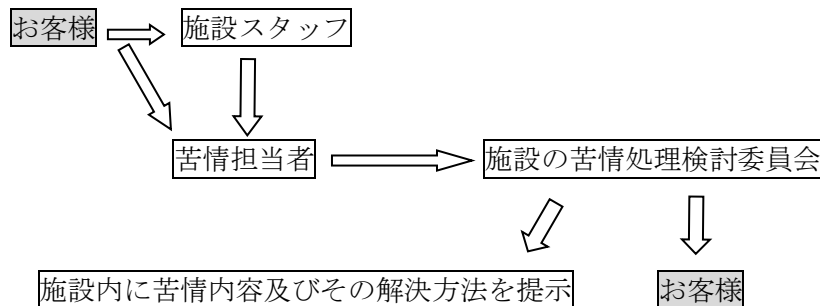 お客様 施設スタッフ
苦情担当者 施設の苦情処理検討委員会
施設内に苦情内容及びその解決方法を提示 お客様